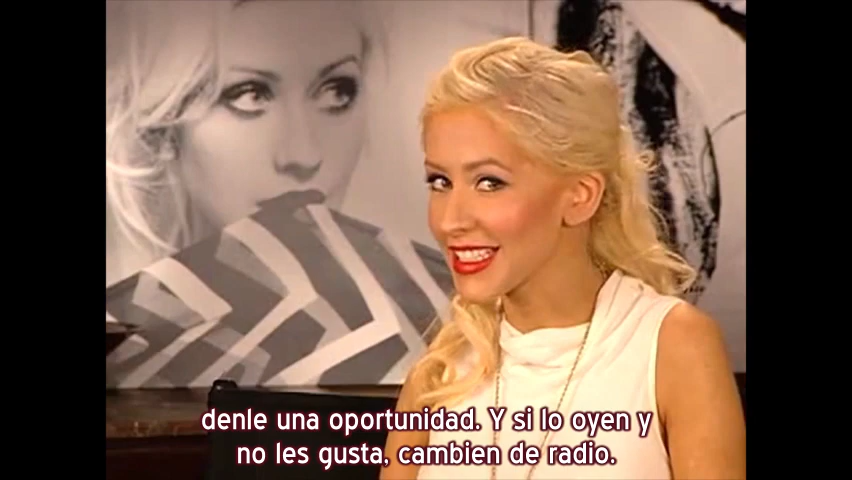 denle una oportunidad. Y si lo oyen y
no les gusta, cambien de radio.